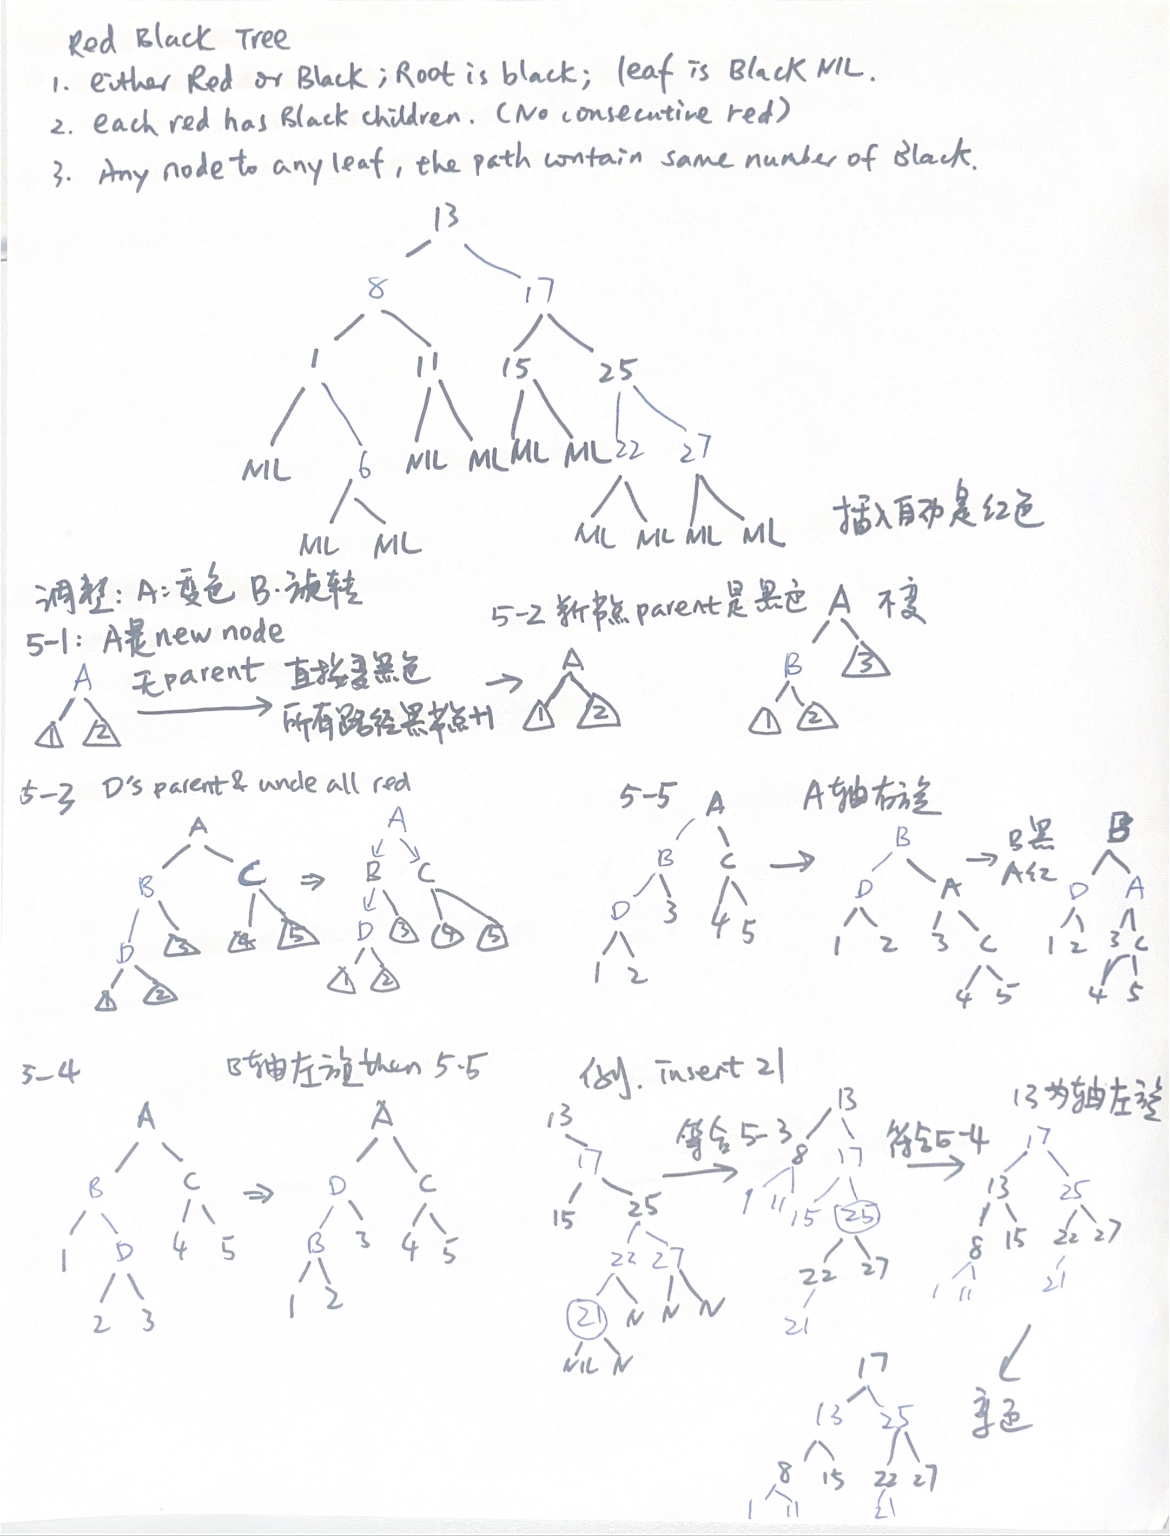 Red Black Tree
1. either Red or Black; Root is black; leaf is Black NIL.
2. each red has Black children. (No consecutive red)
3. Any node to any leaf, the path contain same number of Black.
13
8 17
1 11 15 25
NIL 6 NIL NIL NIL NIL 22 27
NIL NIL NIL NIL NIL NIL
插入自动是红色
调整: A:变色 B.旋转
5-1: A是new node
A 无parent 直接变黑色
所有路径黑节点+1
1 2
A
1 2
5-2 新节点parent是黑色 不变
A
B 3
1 2
5-3 D's parent & uncle all red
A
B C
D 3 4 5
1 2
⇒
A
B C
D 3 4 5
1 2
5-5 A轴右旋
A
B C
D 3 4 5
1 2
→
B
D A
1 2 3 C
4 5
→ B黑
A红
B
D A
1 2 3 C
4 5
5-4 B轴左旋 then 5.5
A
B C
1 D 4 5
2 3
⇒
A
D C
B 3 4 5
1 2
例. insert 21
13
17
15 25
22 27
21 N N N
NIL N
符合5-3
13
8 17
1 11 15 25
22 27
21
符合5-4
13为轴左旋
17
13 25
8 15 22 27
1 11 21
变色
17
13 25
8 15 22 27
1 11 21